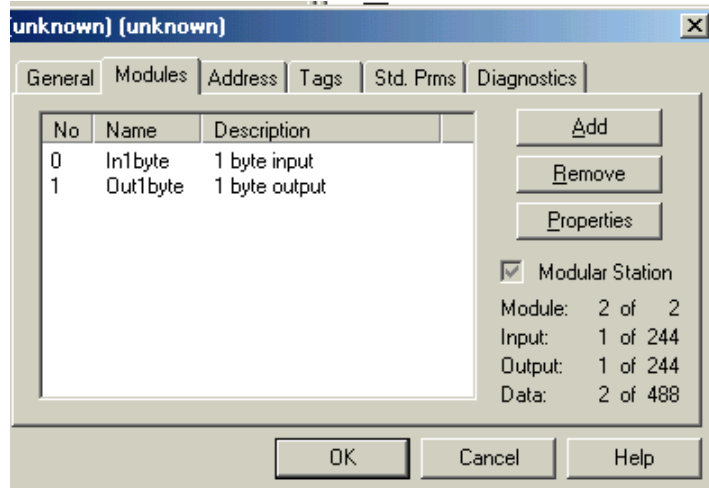 (unknown) (unknown)
General Modules Address Tags Std. Prms Diagnostics
No Name Description
0 In1byte 1 byte input
1 Out1byte 1 byte output
Add
Remove
Properties
Modular Station
Module: 2 of 2
Input: 1 of 244
Output: 1 of 244
Data: 2 of 488
OK Cancel Help